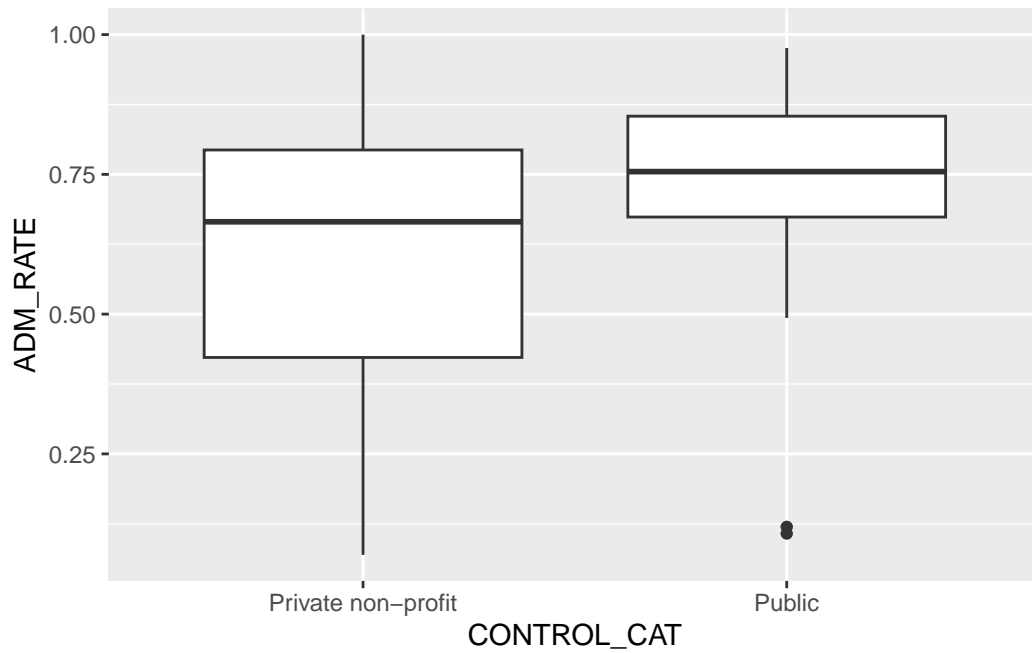 1.00
0.75
0.50
0.25
ADM_RATE
Private non−profit
Public
CONTROL_CAT